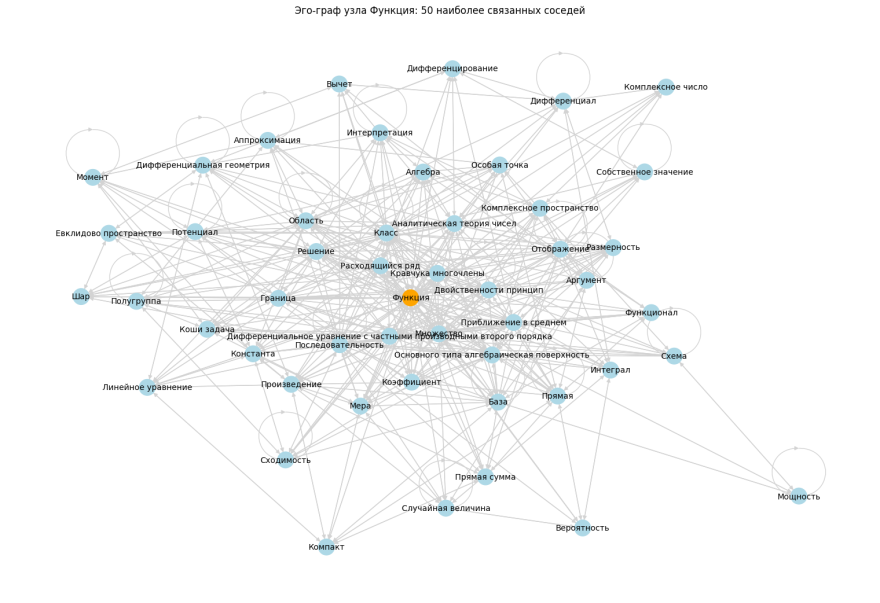 Эго-граф узла Функция: 50 наиболее связанных соседей
Дифференцирование
Вычет
Комплексное число
Дифференциал
Интерпретация
Аппроксимация
Дифференциальная геометрия
Алгебра
Особая точка
Собственное значение
Момент
Комплексное пространство
Область
Аналитическая теория чисел
Евклидово пространство
Потенциал
Класс
Решение
Отображение
Размерность
Расходящийся ряд
Кравчука многочлены
Аргумент
Двойственности принцип
Шар
Полугруппа
Граница
Функция
Функционал
Приближение в среднем
Коши задача
Множество
Дифференциальное уравнение с частными производными второго порядка
Последовательность
Константа
Основного типа алгебраическая поверхность
Схема
Интеграл
Линейное уравнение
Произведение
Коэффициент
Прямая
Мера
База
Сходимость
Прямая сумма
Мощность
Случайная величина
Вероятность
Компакт